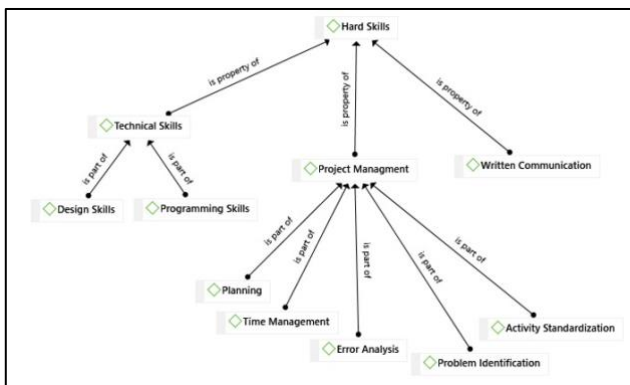 Hard Skills
is property of
is property of
is property of
Technical Skills
Project Managment
Written Communication
is part of
is part of
Design Skills
Programming Skills
is part of
is part of
is part of
is part of
is part of
Planning
Time Management
Error Analysis
Problem Identification
Activity Standardization